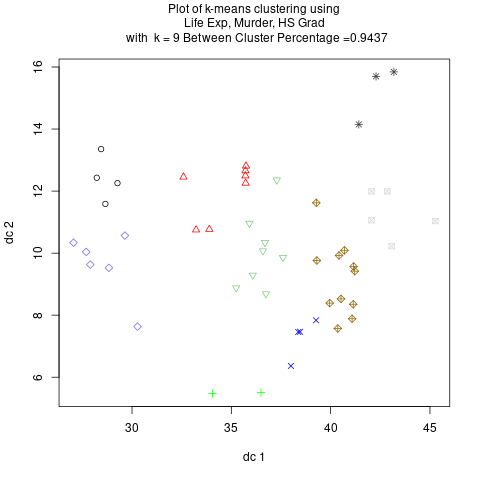 Plot of k-means clustering using
Life Exp, Murder, HS Grad
with  k = 9 Between Cluster Percentage =0.9437
16
14
12
10
8
6
dc 2
30
35
40
45
dc 1